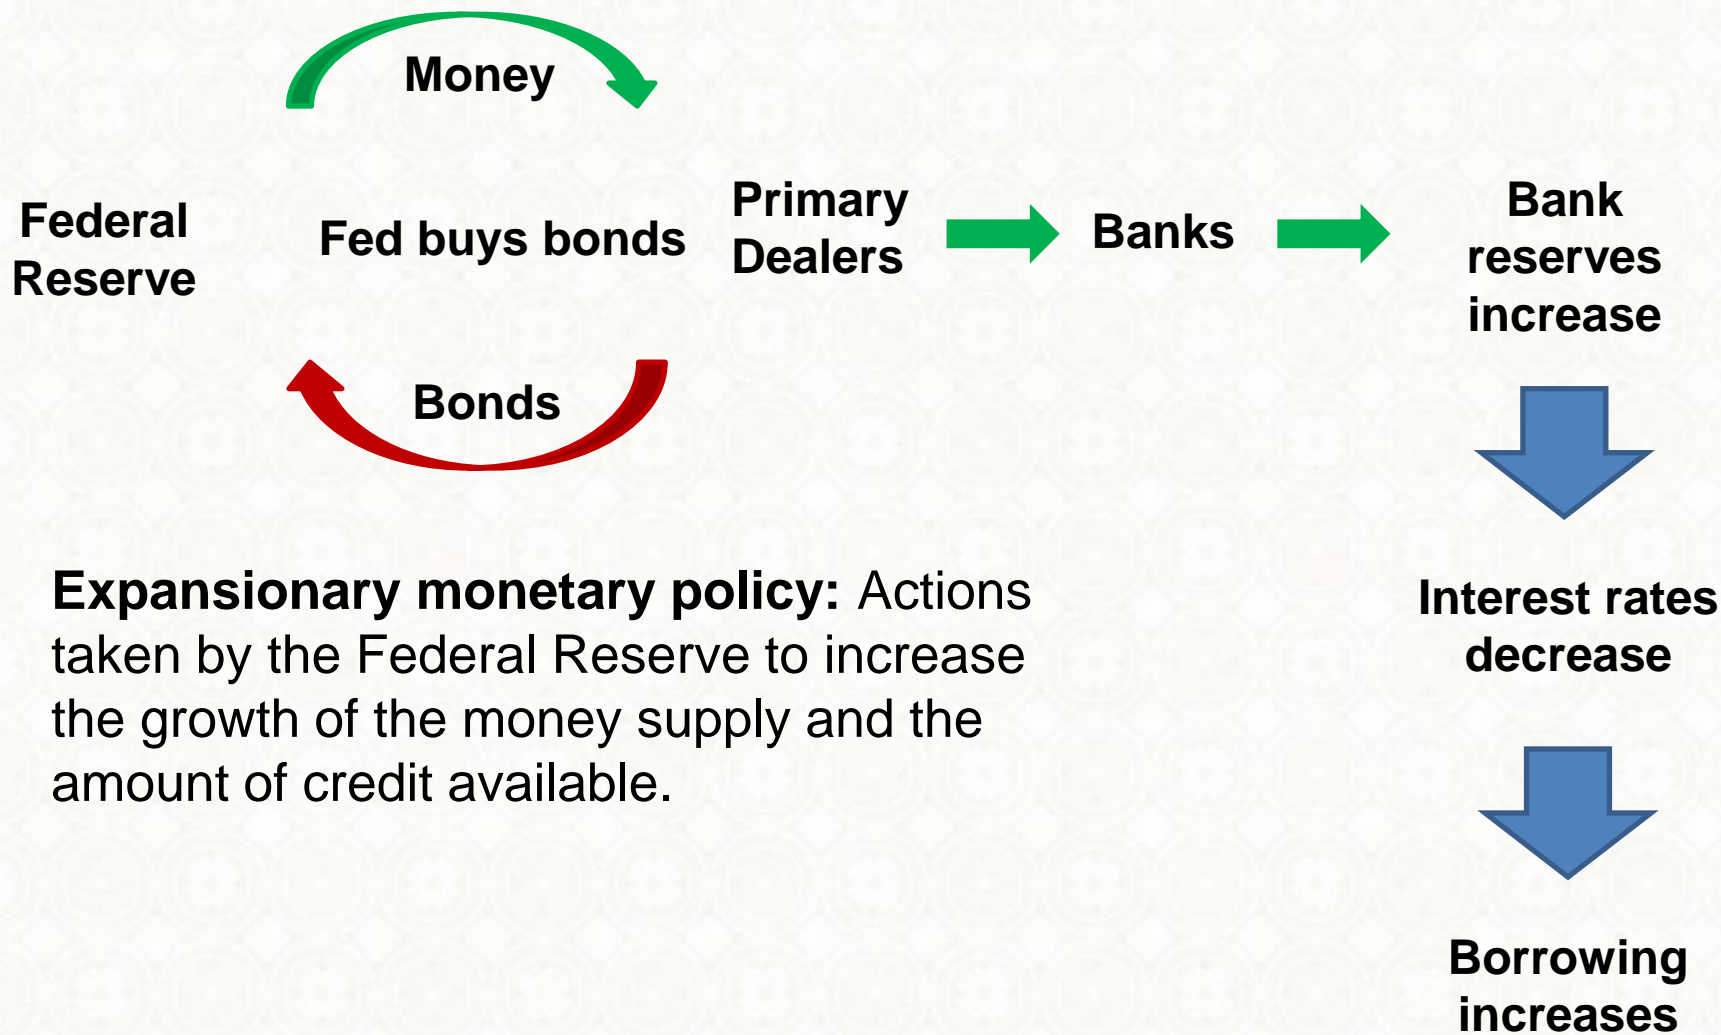 Money
Federal
Reserve
Fed buys bonds
Primary
Dealers
Banks
Bank
reserves
increase
Bonds
Expansionary monetary policy: Actions
taken by the Federal Reserve to increase
the growth of the money supply and the
amount of credit available.
Interest rates
decrease
Borrowing
increases